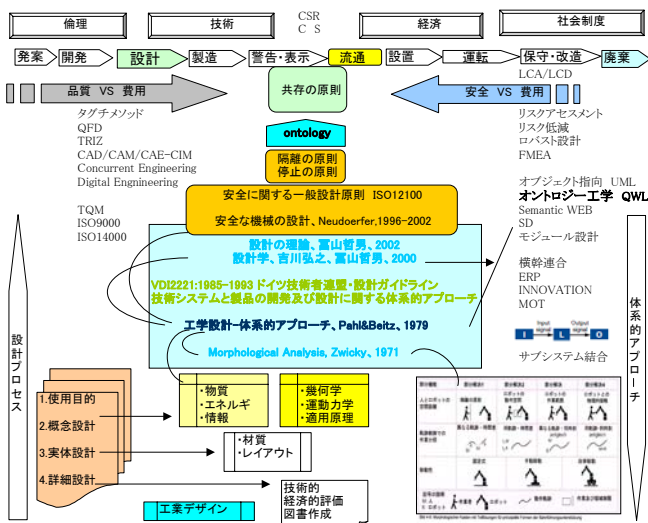 倫理
技術
CSR
C S
経済
社会制度
発案
開発
設計
製造
警告・表示
流通
設置
運転
保守・改造
廃棄
品質 VS 費用
共存の原則
安全 VS 費用
LCA/LCD
タグチメソッド
QFD
TRIZ
CAD/CAM/CAE-CIM
Concurrent Engineering
Digital Engnineering
TQM
ISO9000
ISO14000
ontology
隔離の原則
停止の原則
安全に関する一般設計原則 ISO12100
安全な機械の設計、Neudoerfer,1996-2002
設計の理論、冨山哲男、2002
設計学、吉川弘之、冨山哲男、2000
VDI2221:1985-1993 ドイツ技術者連盟・設計ガイドライン
技術システムと製品の開発及び設計に関する体系的アプローチ
工学設計-体系的アプローチ、Pahl&Beitz、1979
Morphological Analysis, Zwicky、1971
リスクアセスメント
リスク低減
ロバスト設計
FMEA
オブジェクト指向 UML
オントロジー工学 QWL
Semantic WEB
SD
モジュール設計
横幹連合
ERP
INNOVATION
MOT
Input signal
Output signal
I
L
O
サブシステム結合
設計プロセス
体系的アプローチ
1.使用目的
2.概念設計
3.実体設計
4.詳細設計
・物質
・エネルギ
・情報
・幾何学
・運動力学
・適用原理
・材質
・レイアウト
工業デザイン
技術的
経済的評価
図書作成